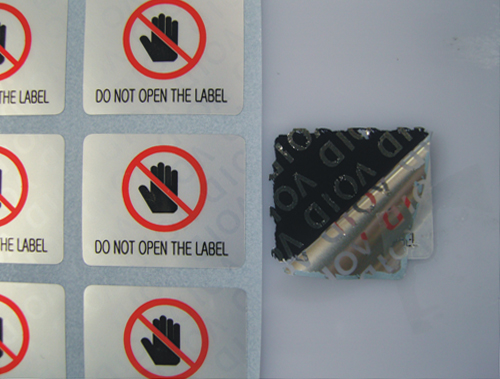 THE LABEL
DO NOT OPEN THE LABEL
VOID VOID
THE LABEL
DO NOT OPEN THE LABEL